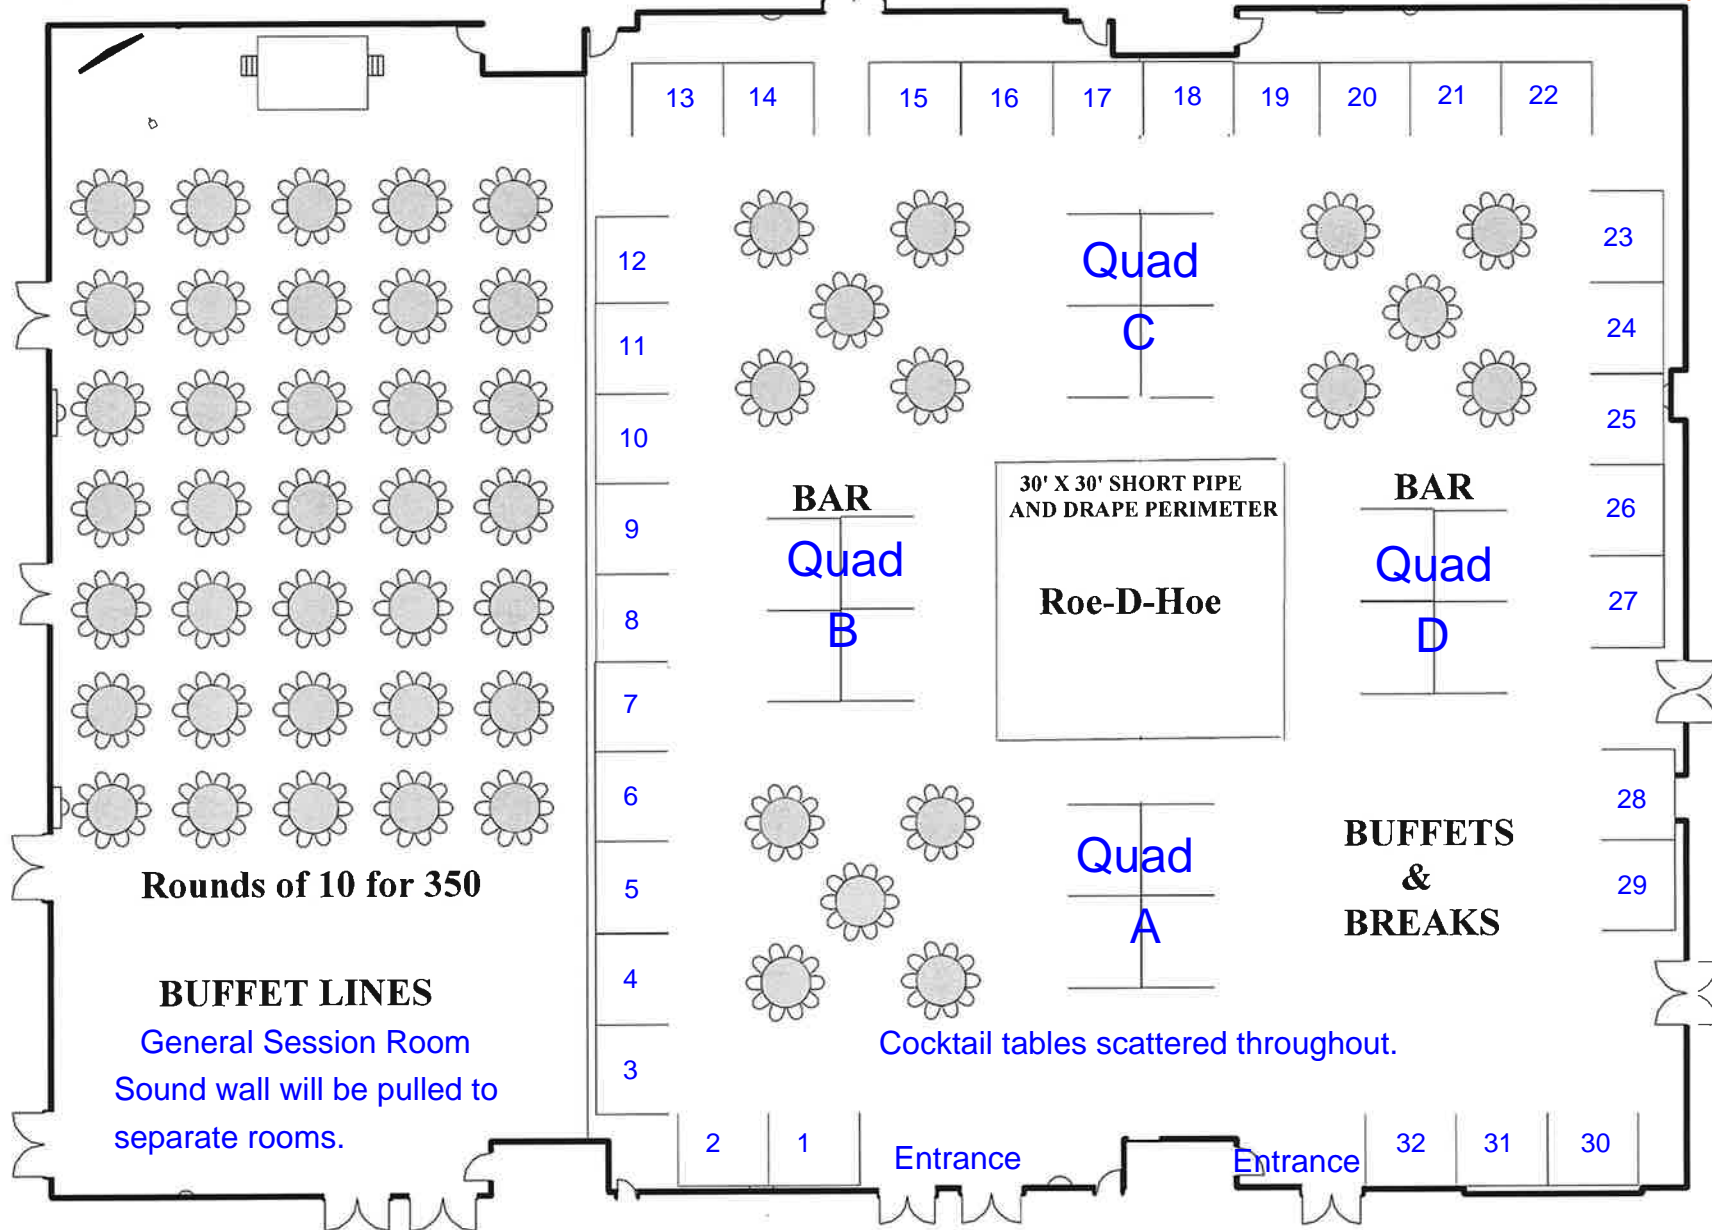 13
14
15
16
17
18
19
20
21
22
12
11
10
9
8
7
6
5
4
3
2
1
23
24
25
26
27
28
29
32
31
30
Quad
C
BAR
Quad
B
30' X 30' SHORT PIPE
AND DRAPE PERIMETER
Roe-D-Hoe
BAR
Quad
D
Quad
A
BUFFETS
&
BREAKS
Rounds of 10 for 350
BUFFET LINES
General Session Room
Sound wall will be pulled to
separate rooms.
Cocktail tables scattered throughout.
Entrance
Entrance